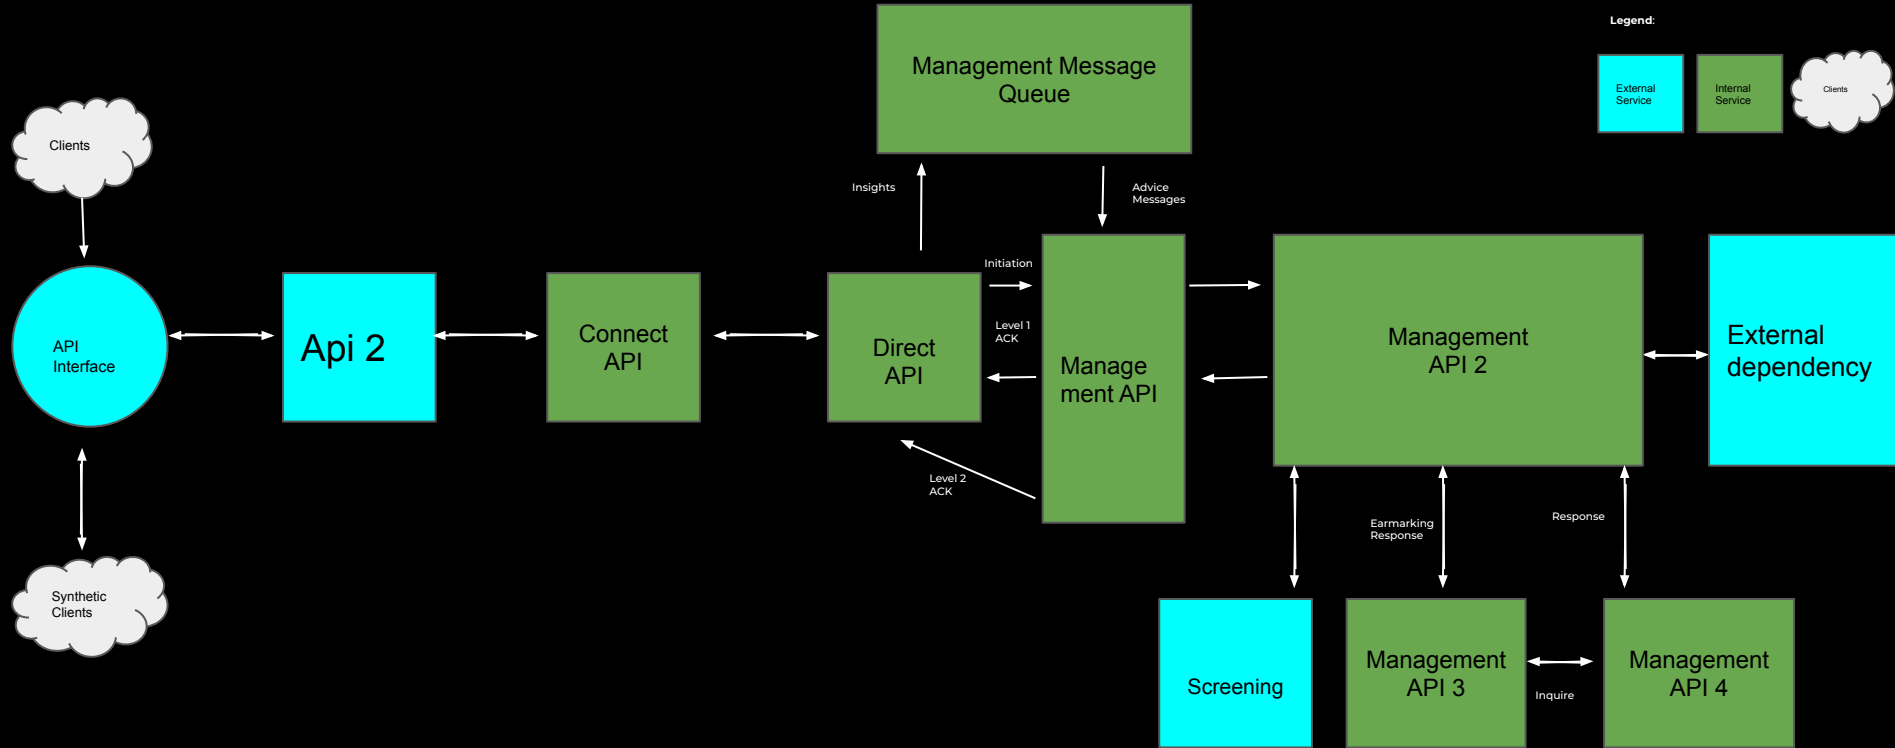 Legend:
Management Message
Queue
External
Service
Internal
Service
Clients
Clients
Insights
Advice
Messages
Initiation
API
Interface
Api 2
Connect
API
Direct
API
Level 1
ACK
Manage
ment API
Management
API 2
External
dependency
Level 2
ACK
Earmarking
Response
Response
Synthetic
Clients
Screening
Management
API 3
Inquire
Management
API 4